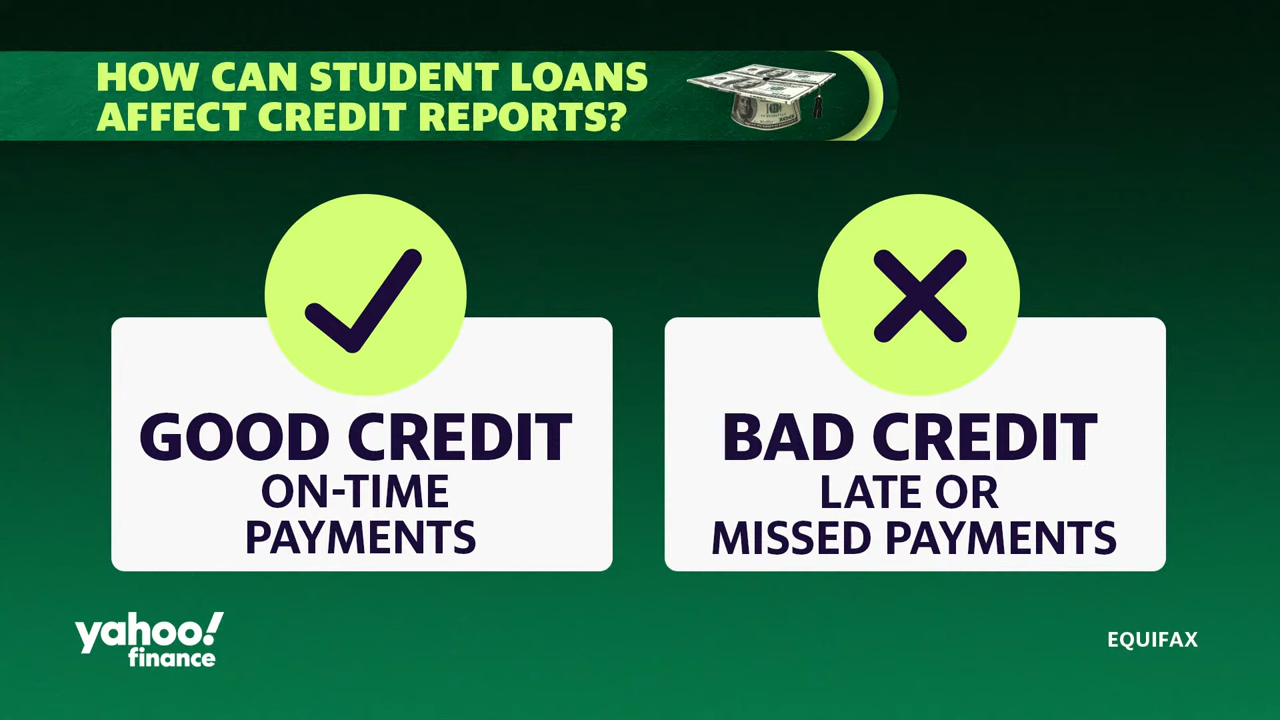 HOW CAN STUDENT LOANS
AFFECT CREDIT REPORTS?
GOOD CREDIT
ON-TIME
PAYMENTS
BAD CREDIT
LATE OR
MISSED PAYMENTS
yahoo!
finance
EQUIFAX